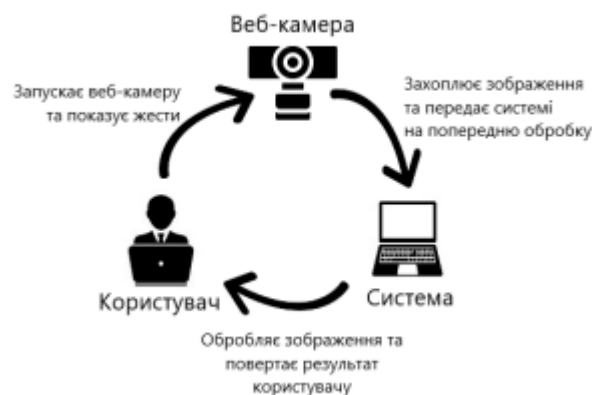 Веб-камера
Запускає веб-камеру
та показує жести
Захоплює зображення
та передає системі
на попередню обробку
Користувач
Система
Обробляє зображення та
повертає результат
користувачу